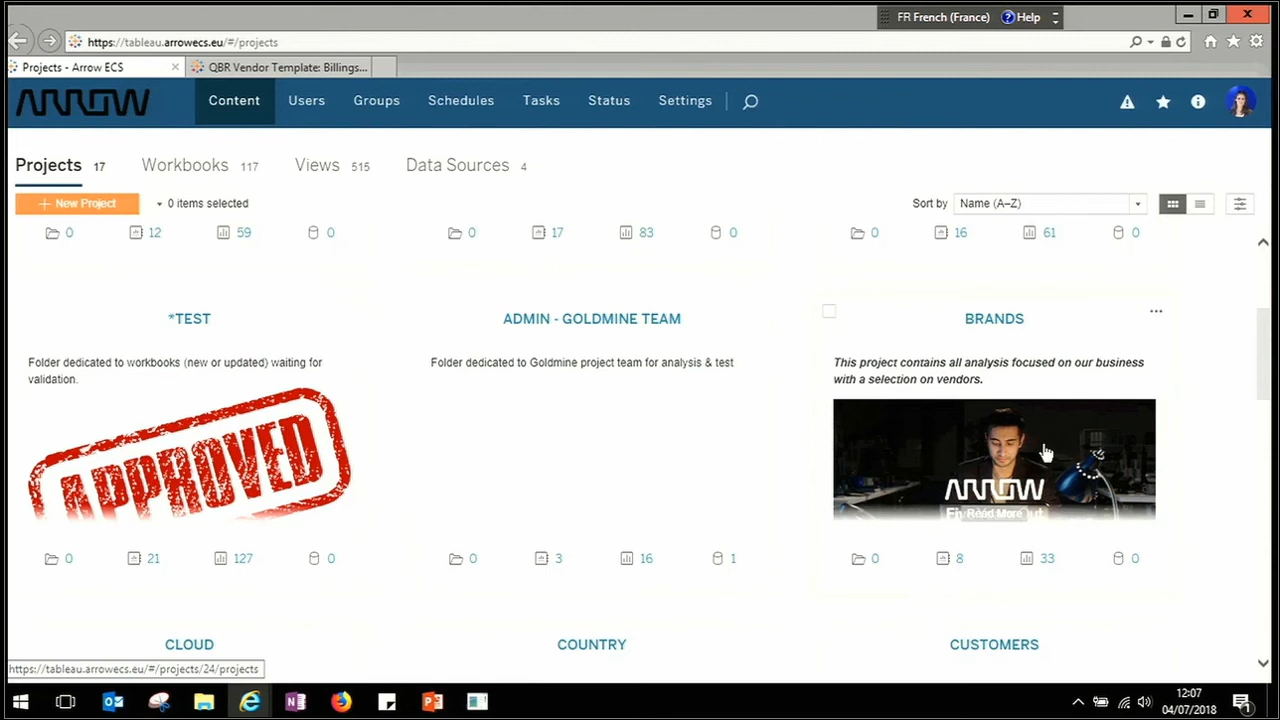 FR French (France) Help
https://tableau.arrowecs.eu/#/projects
Projects - Arrow ECS
QBR Vendor Template: Billings...
ARROW
Content Users Groups Schedules Tasks Status Settings
Projects 17 Workbooks 117 Views 515 Data Sources 4
+ New Project 0 items selected Sort by Name (A–Z)
0 12 59 0 0 17 83 0 0 16 61 0
*TEST
Folder dedicated to workbooks (new or updated) waiting for
validation.
APPROVED
0 21 127 0
ADMIN - GOLDMINE TEAM
Folder dedicated to Goldmine project team for analysis & test
0 3 16 1
BRANDS
This project contains all analysis focused on our business
with a selection on vendors.
ARROW
Read More
0 8 33 0
CLOUD COUNTRY CUSTOMERS
https://tableau.arrowecs.eu/#/projects/24/projects
12:07
04/07/2018
1